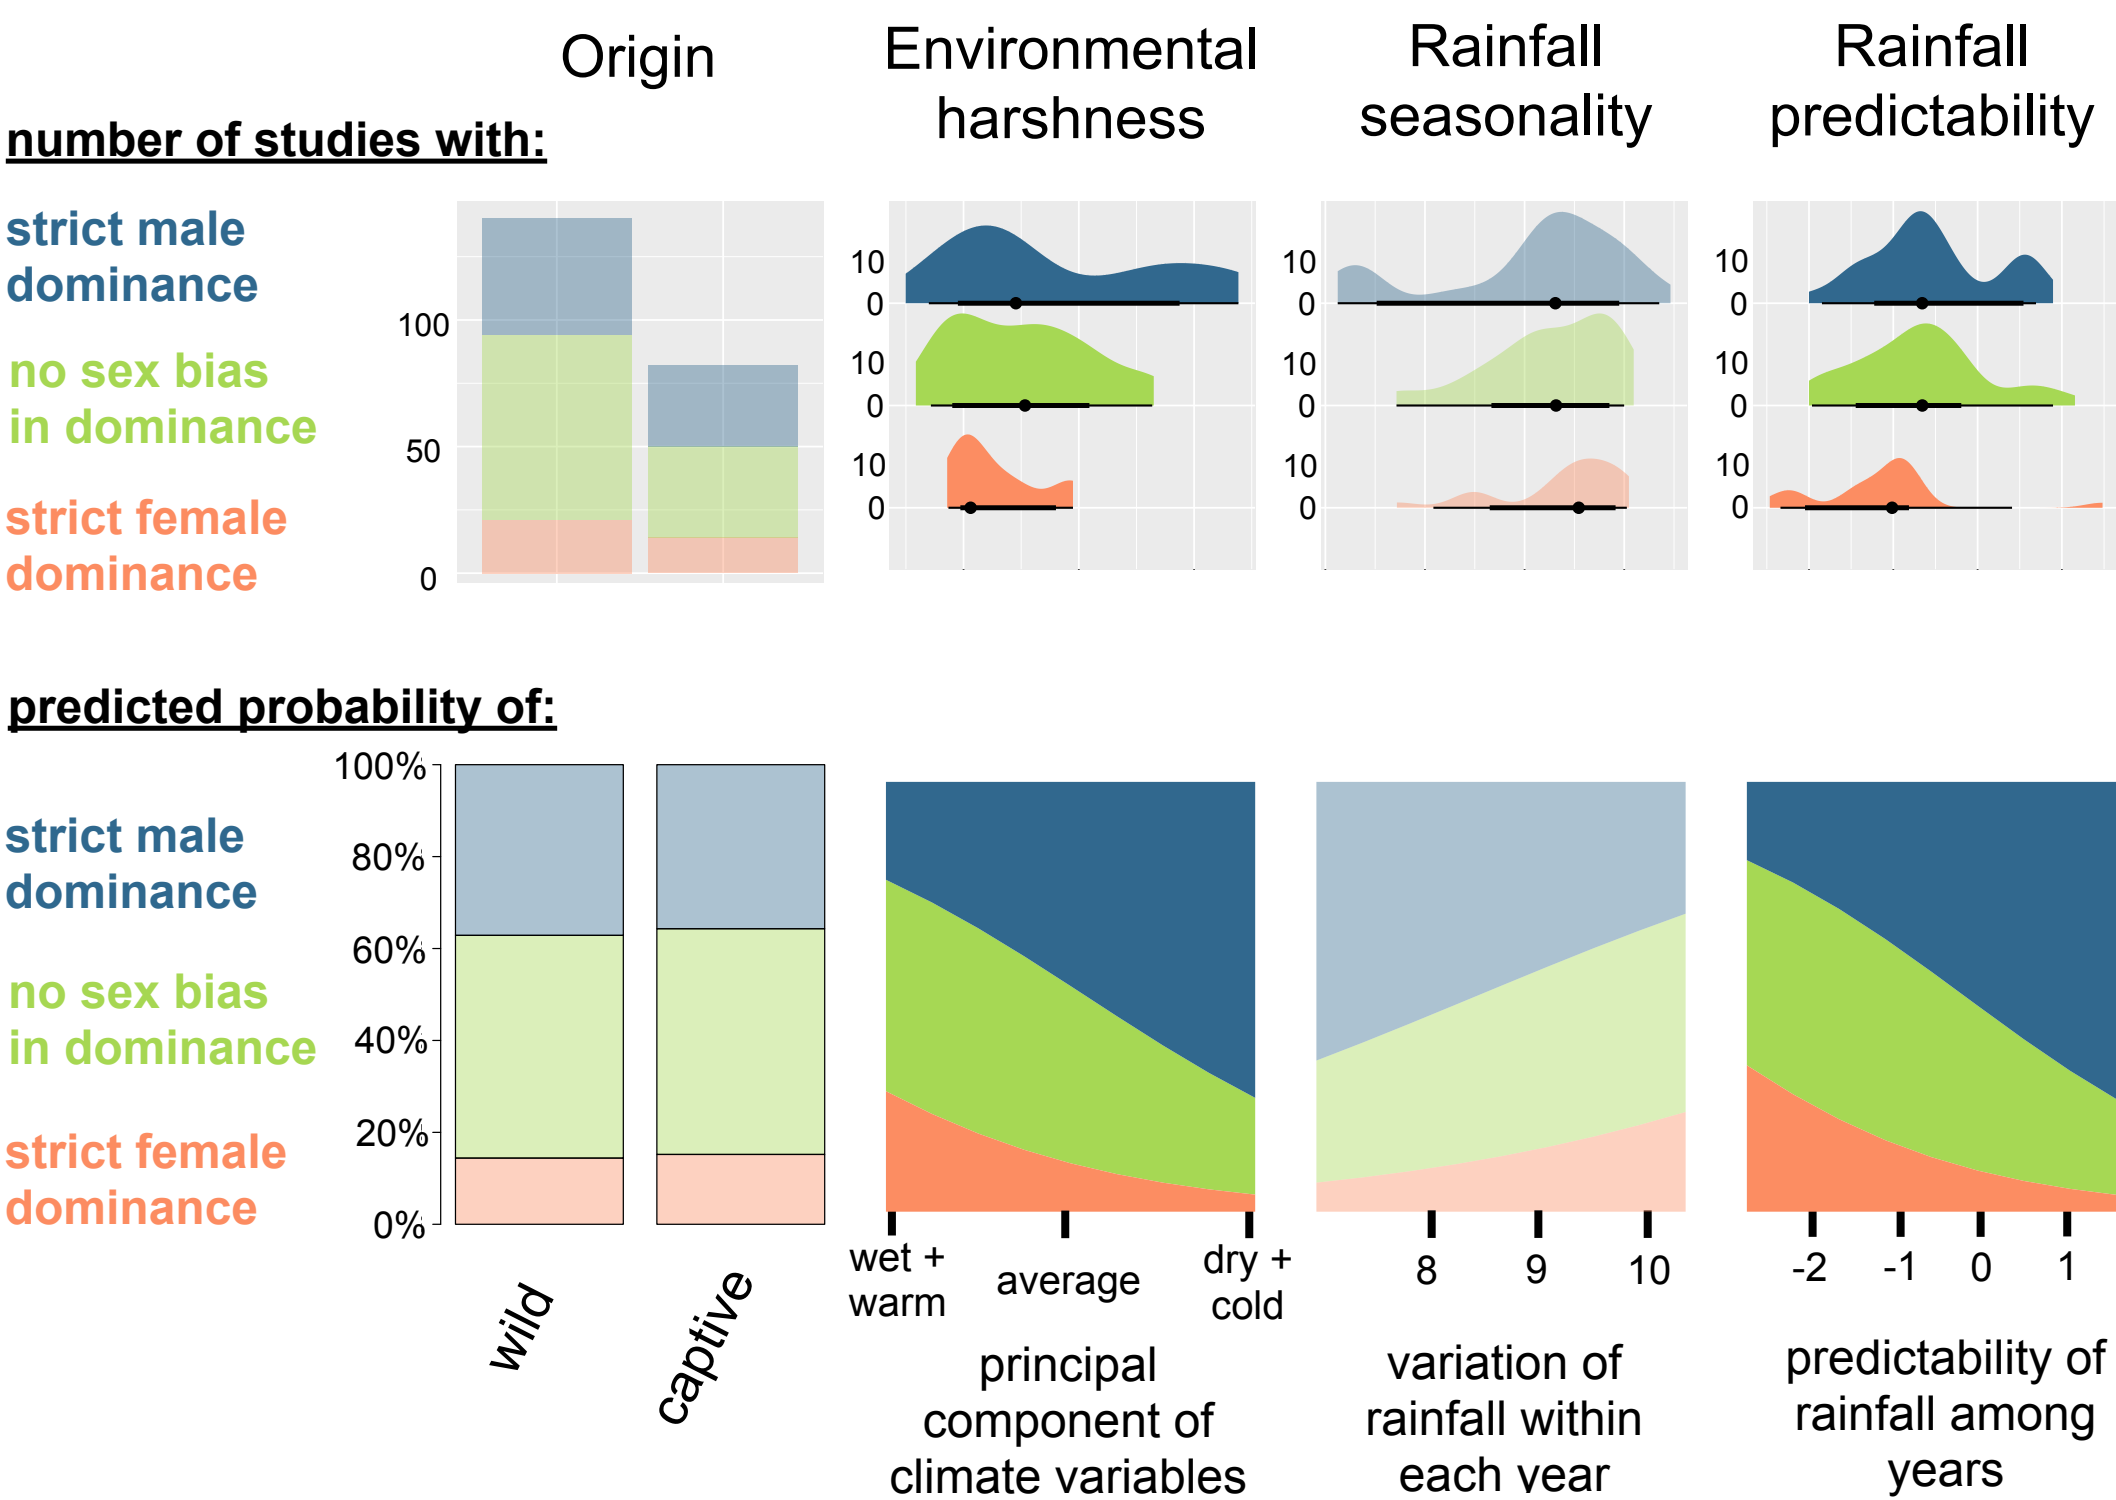 Origin
Environmental
harshness
Rainfall
seasonality
Rainfall
predictability
number of studies with:
strict male
dominance
no sex bias
in dominance
strict female
dominance
100
50
0
10
0
10
0
10
0
10
0
10
0
10
0
10
0
10
0
10
0
predicted probability of:
strict male
dominance
no sex bias
in dominance
strict female
dominance
100%
80%
60%
40%
20%
0%
wild
captive
wet +
warm
average
dry +
cold
principal
component of
climate variables
8 9 10
variation of
rainfall within
each year
-2 -1 0 1
predictability of
rainfall among
years